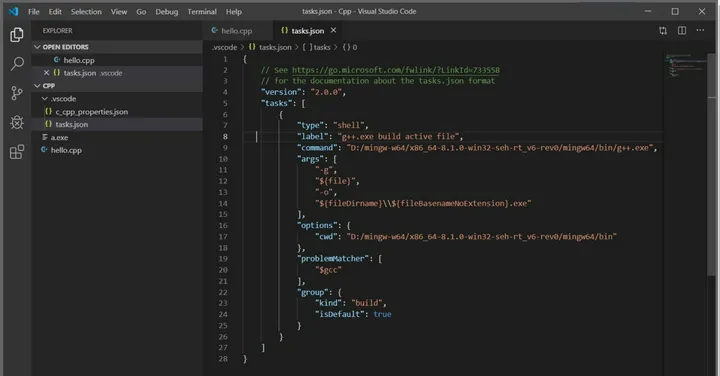 File Edit Selection View Go Debug Terminal Help tasks.json - Cpp - Visual Studio Code
EXPLORER
OPEN EDITORS
hello.cpp
tasks.json .vscode
CPP
.vscode
c_cpp_properties.json
tasks.json
a.exe
hello.cpp
hello.cpp tasks.json
.vscode > tasks.json > [ ] tasks > {} 0
1 {
2 // See https://go.microsoft.com/fwlink/?LinkId=733558
3 // for the documentation about the tasks.json format
4 "version": "2.0.0",
5 "tasks": [
6 {
7 "type": "shell",
8 "label": "g++.exe build active file",
9 "command": "D:/mingw-w64/x86_64-8.1.0-win32-seh-rt_v6-rev0/mingw64/bin/g++.exe",
10 "args": [
11 "-g",
12 "${file}",
13 "-o",
14 "${fileDirname}\\${fileBasenameNoExtension}.exe"
15 ],
16 "options": {
17 "cwd": "D:/mingw-w64/x86_64-8.1.0-win32-seh-rt_v6-rev0/mingw64/bin"
18 },
19 "problemMatcher": [
20 "$gcc"
21 ],
22 "group": {
23 "kind": "build",
24 "isDefault": true
25 }
26 }
27 ]
28 }